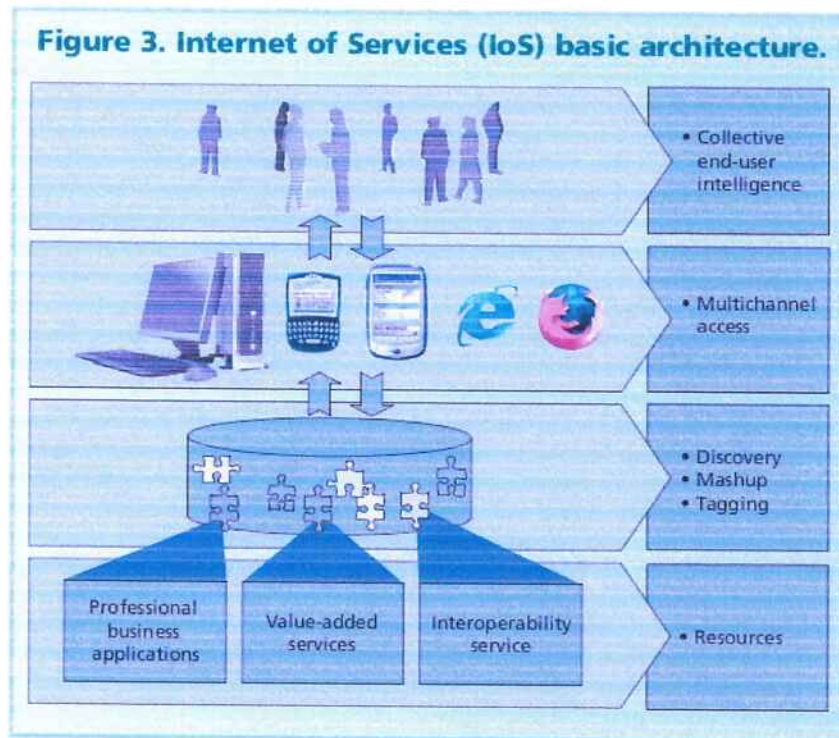 Figure 3. Internet of Services (IoS) basic architecture.
• Collective
end-user
intelligence
• Multichannel
access
• Discovery
• Mashup
• Tagging
Professional
business
applications
Value-added
services
Interoperability
service
• Resources